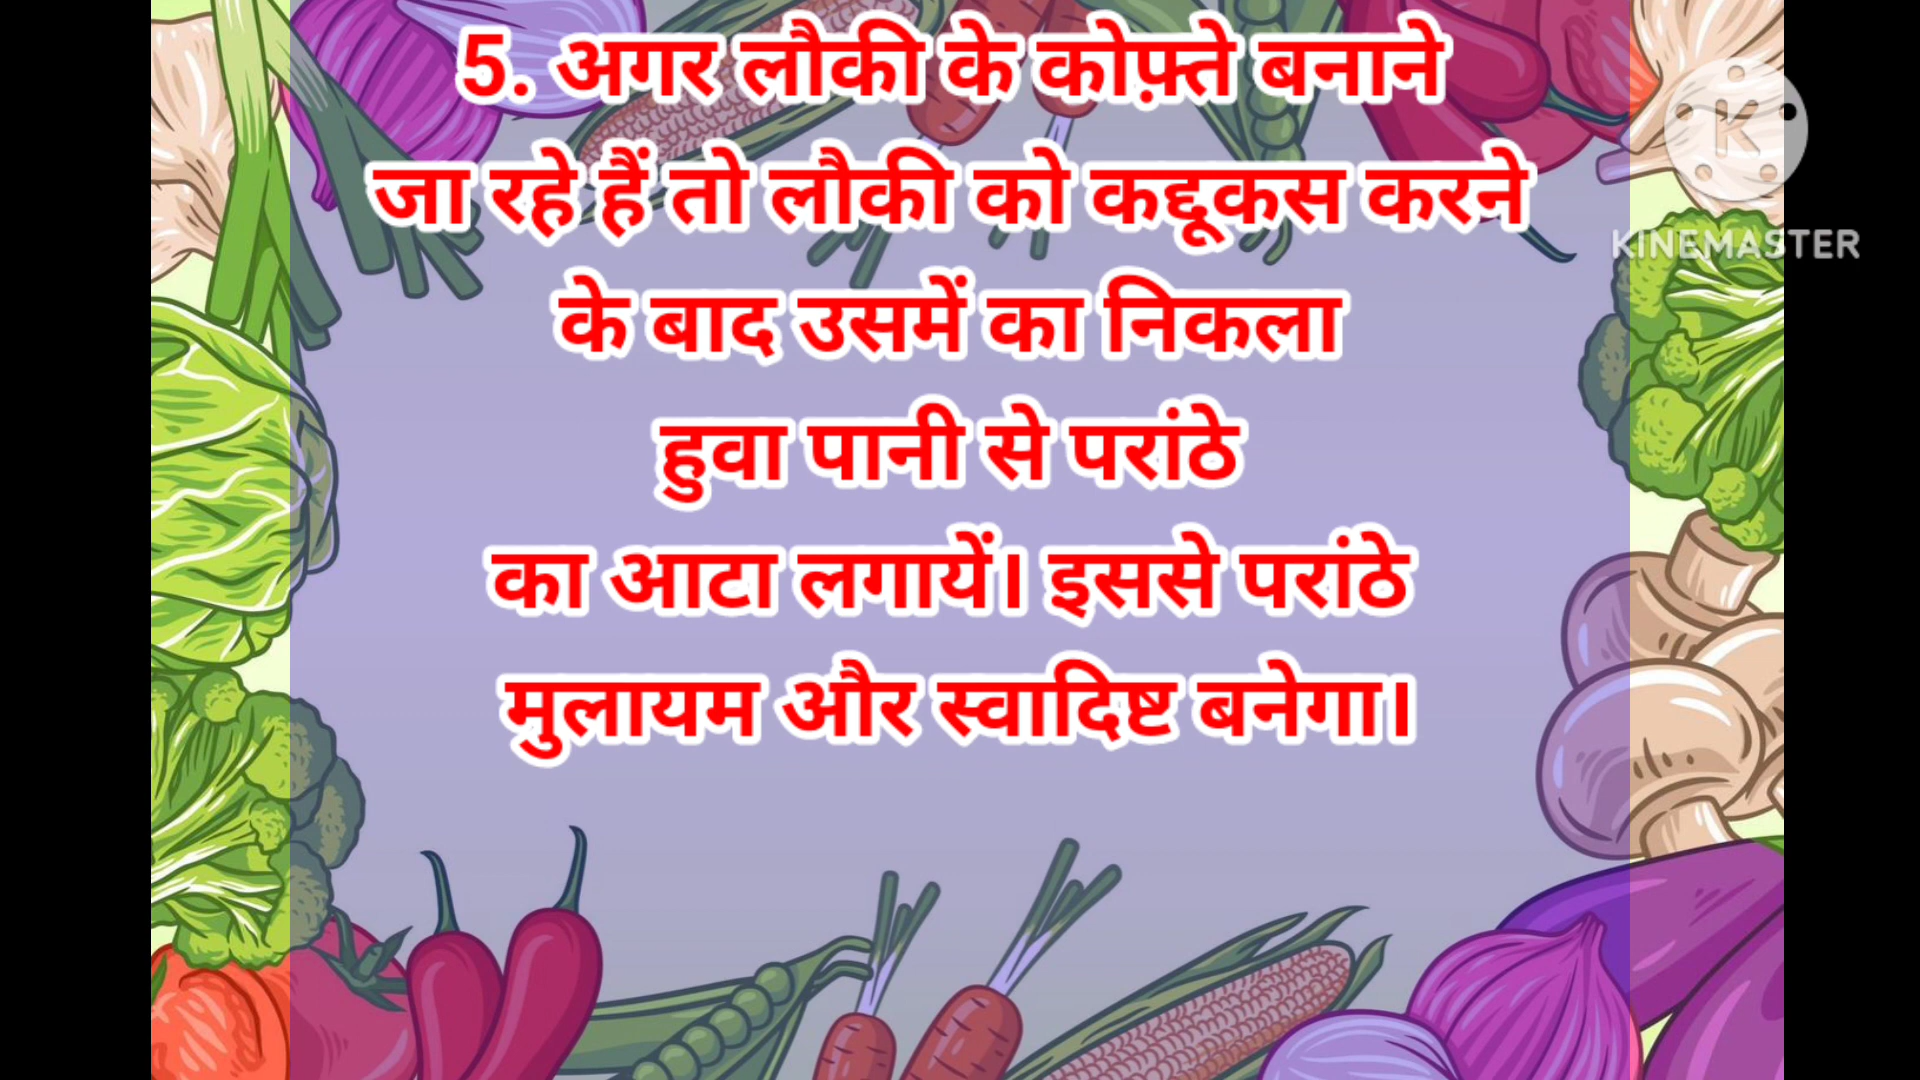 5. अगर लौकी के कोफ़्ते बनाने
जा रहे हैं तो लौकी को कद्दूकस करने
के बाद उसमें का निकला
हुवा पानी से परांठे
का आटा लगायें। इससे परांठे
मुलायम और स्वादिष्ट बनेगा।
K
KINEMASTER